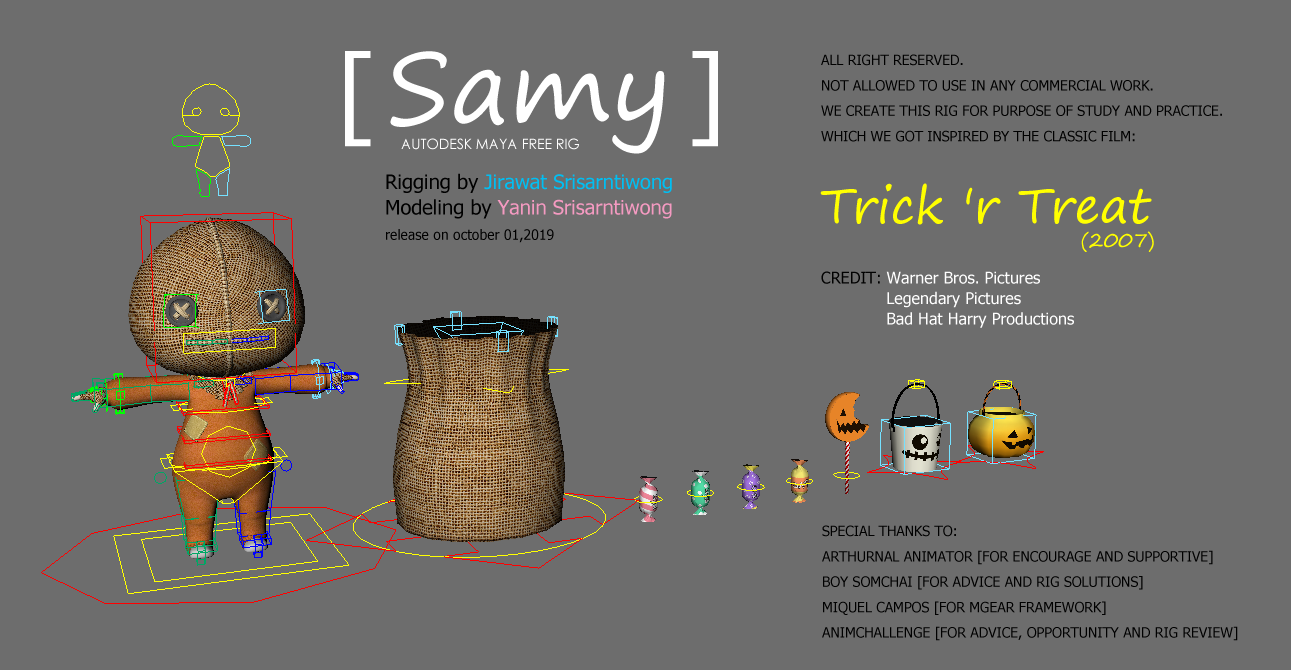 [ Samy ]
AUTODESK MAYA FREE RIG
Rigging by Jirawat Srisarntiwong
Modeling by Yanin Srisarntiwong
release on october 01,2019
ALL RIGHT RESERVED.
NOT ALLOWED TO USE IN ANY COMMERCIAL WORK.
WE CREATE THIS RIG FOR PURPOSE OF STUDY AND PRACTICE.
WHICH WE GOT INSPIRED BY THE CLASSIC FILM:
Trick 'r Treat
(2007)
CREDIT: Warner Bros. Pictures
Legendary Pictures
Bad Hat Harry Productions
SPECIAL THANKS TO:
ARTHURNAL ANIMATOR [FOR ENCOURAGE AND SUPPORTIVE]
BOY SOMCHAI [FOR ADVICE AND RIG SOLUTIONS]
MIQUEL CAMPOS [FOR MGEAR FRAMEWORK]
ANIMCHALLENGE [FOR ADVICE, OPPORTUNITY AND RIG REVIEW]